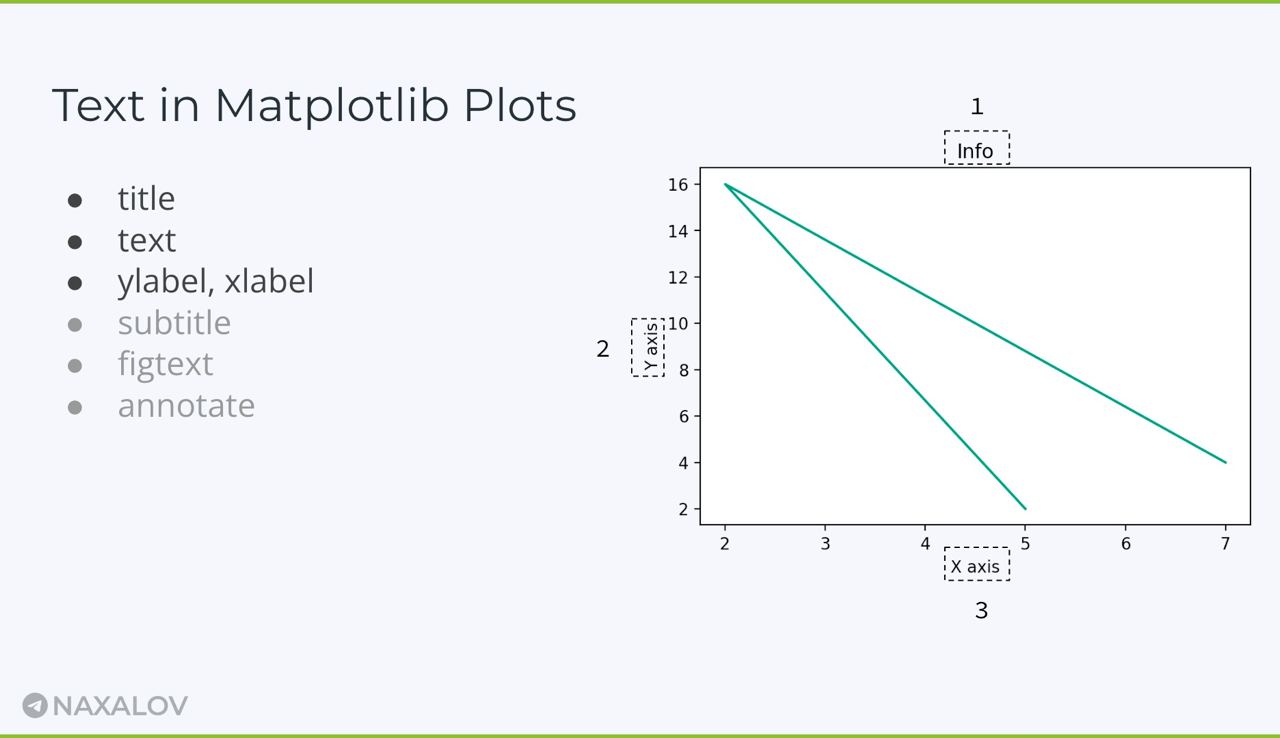 Text in Matplotlib Plots
title
text
ylabel, xlabel
subtitle
figtext
annotate
1
Info
16
14
12
10
8
6
4
2
2
Y axis
2 3 4 5 6 7
X axis
3
NAXALOV